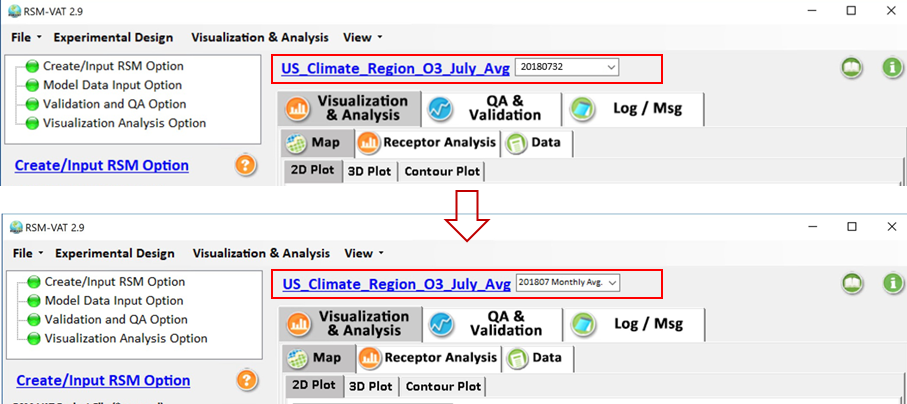 RSM-VAT 2.9
File Experimental Design Visualization & Analysis View
Create/Input RSM Option
Model Data Input Option
Validation and QA Option
Visualization Analysis Option
Create/Input RSM Option
US_Climate_Region_O3_July_Avg 20180732
Visualization & Analysis
QA & Validation
Log / Msg
Map Receptor Analysis Data
2D Plot 3D Plot Contour Plot
RSM-VAT 2.9
File Experimental Design Visualization & Analysis View
Create/Input RSM Option
Model Data Input Option
Validation and QA Option
Visualization Analysis Option
Create/Input RSM Option
US_Climate_Region_O3_July_Avg 201807 Monthly Avg.
Visualization & Analysis
QA & Validation
Log / Msg
Map Receptor Analysis Data
2D Plot 3D Plot Contour Plot